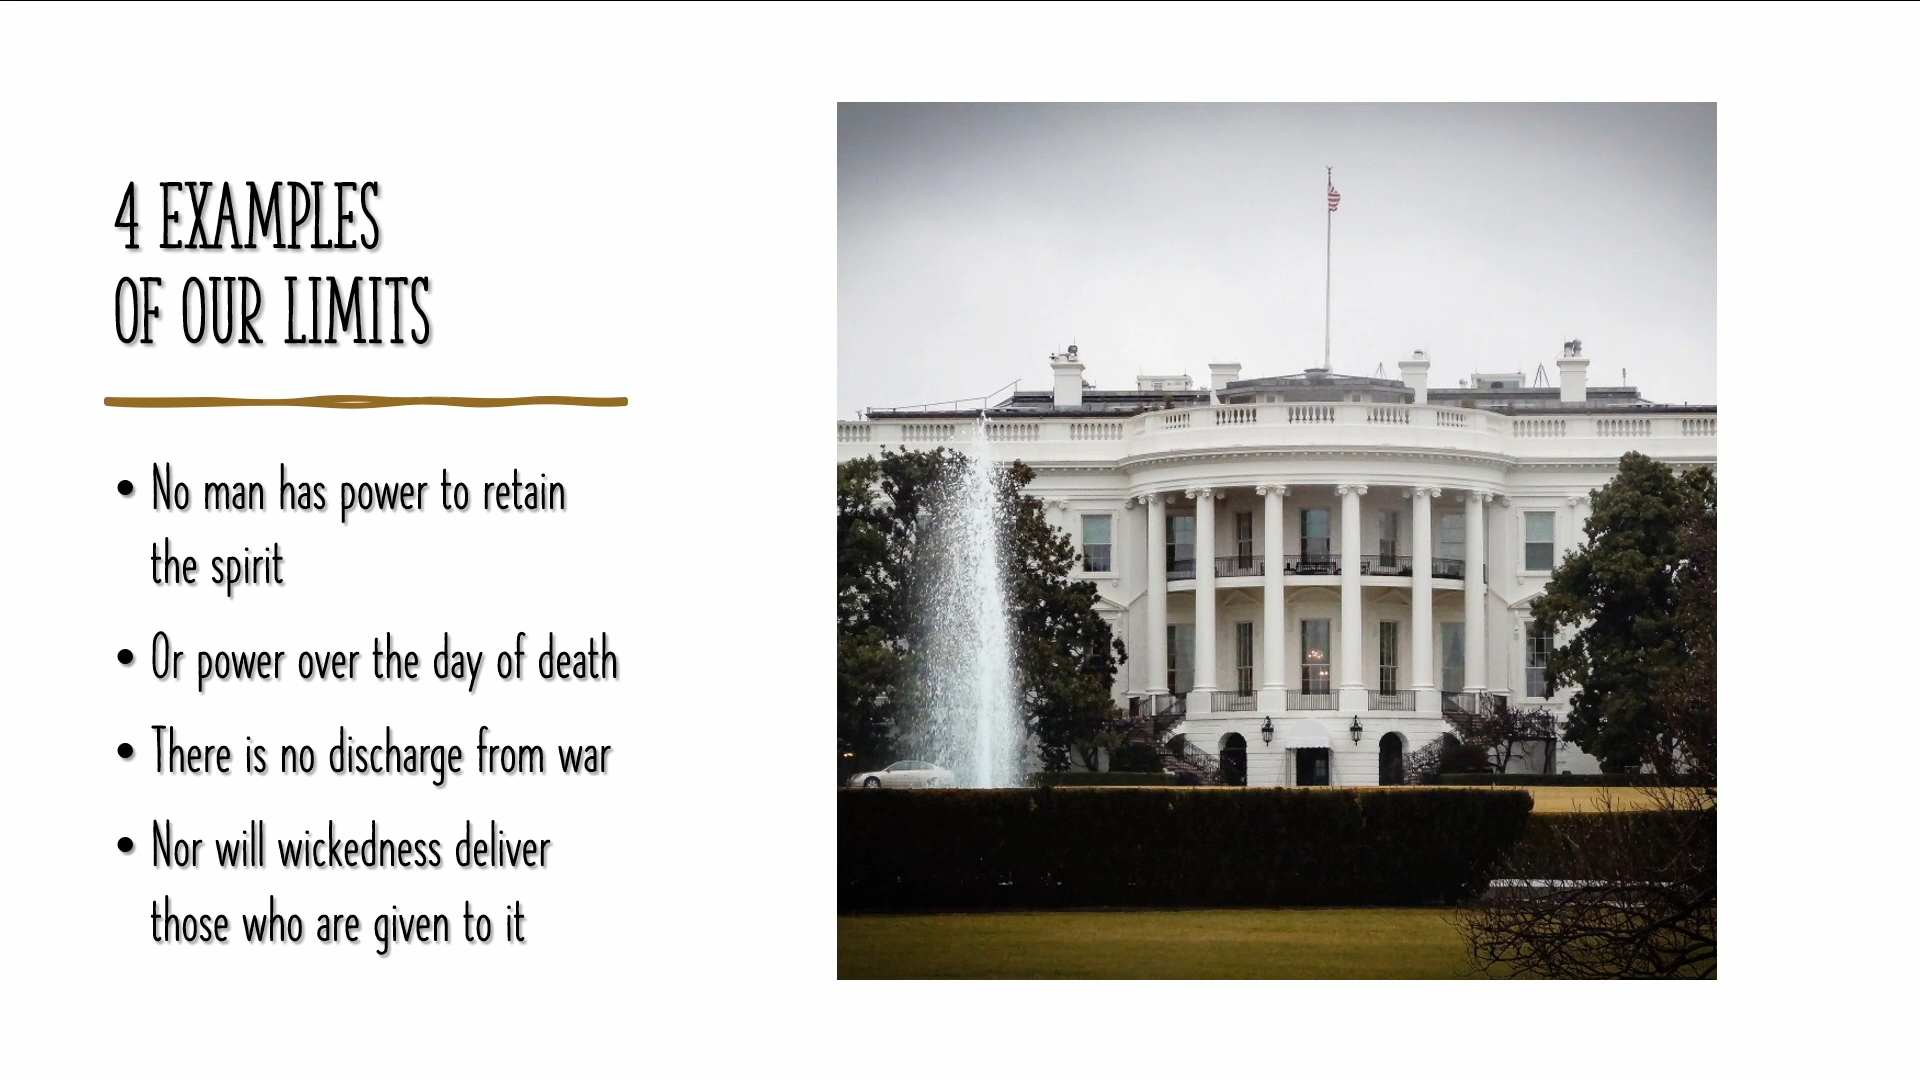 4 EXAMPLES
OF OUR LIMITS
• No man has power to retain
the spirit
• Or power over the day of death
• There is no discharge from war
• Nor will wickedness deliver
those who are given to it